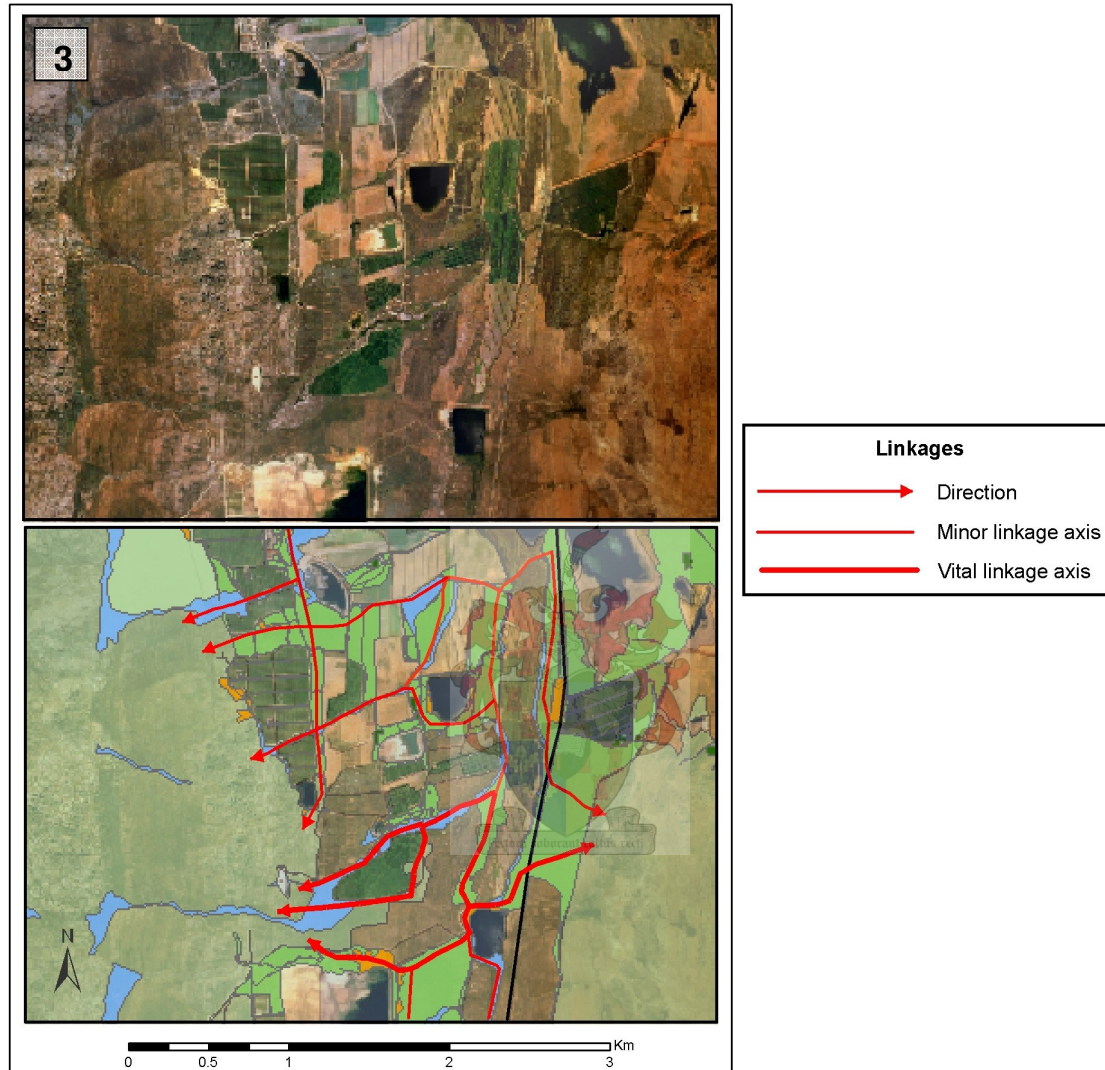 3
Linkages
Direction
Minor linkage axis
Vital linkage axis
N
Km
0 0.5 1 2 3